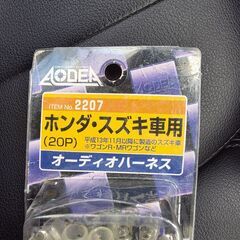 AODEA
ITEM No. 2207
ホンダ・スズキ車用
(20P) 平成13年11月以降に製造のスズキ車
※ワゴンR・MRワゴンなど
オーディオハーネス